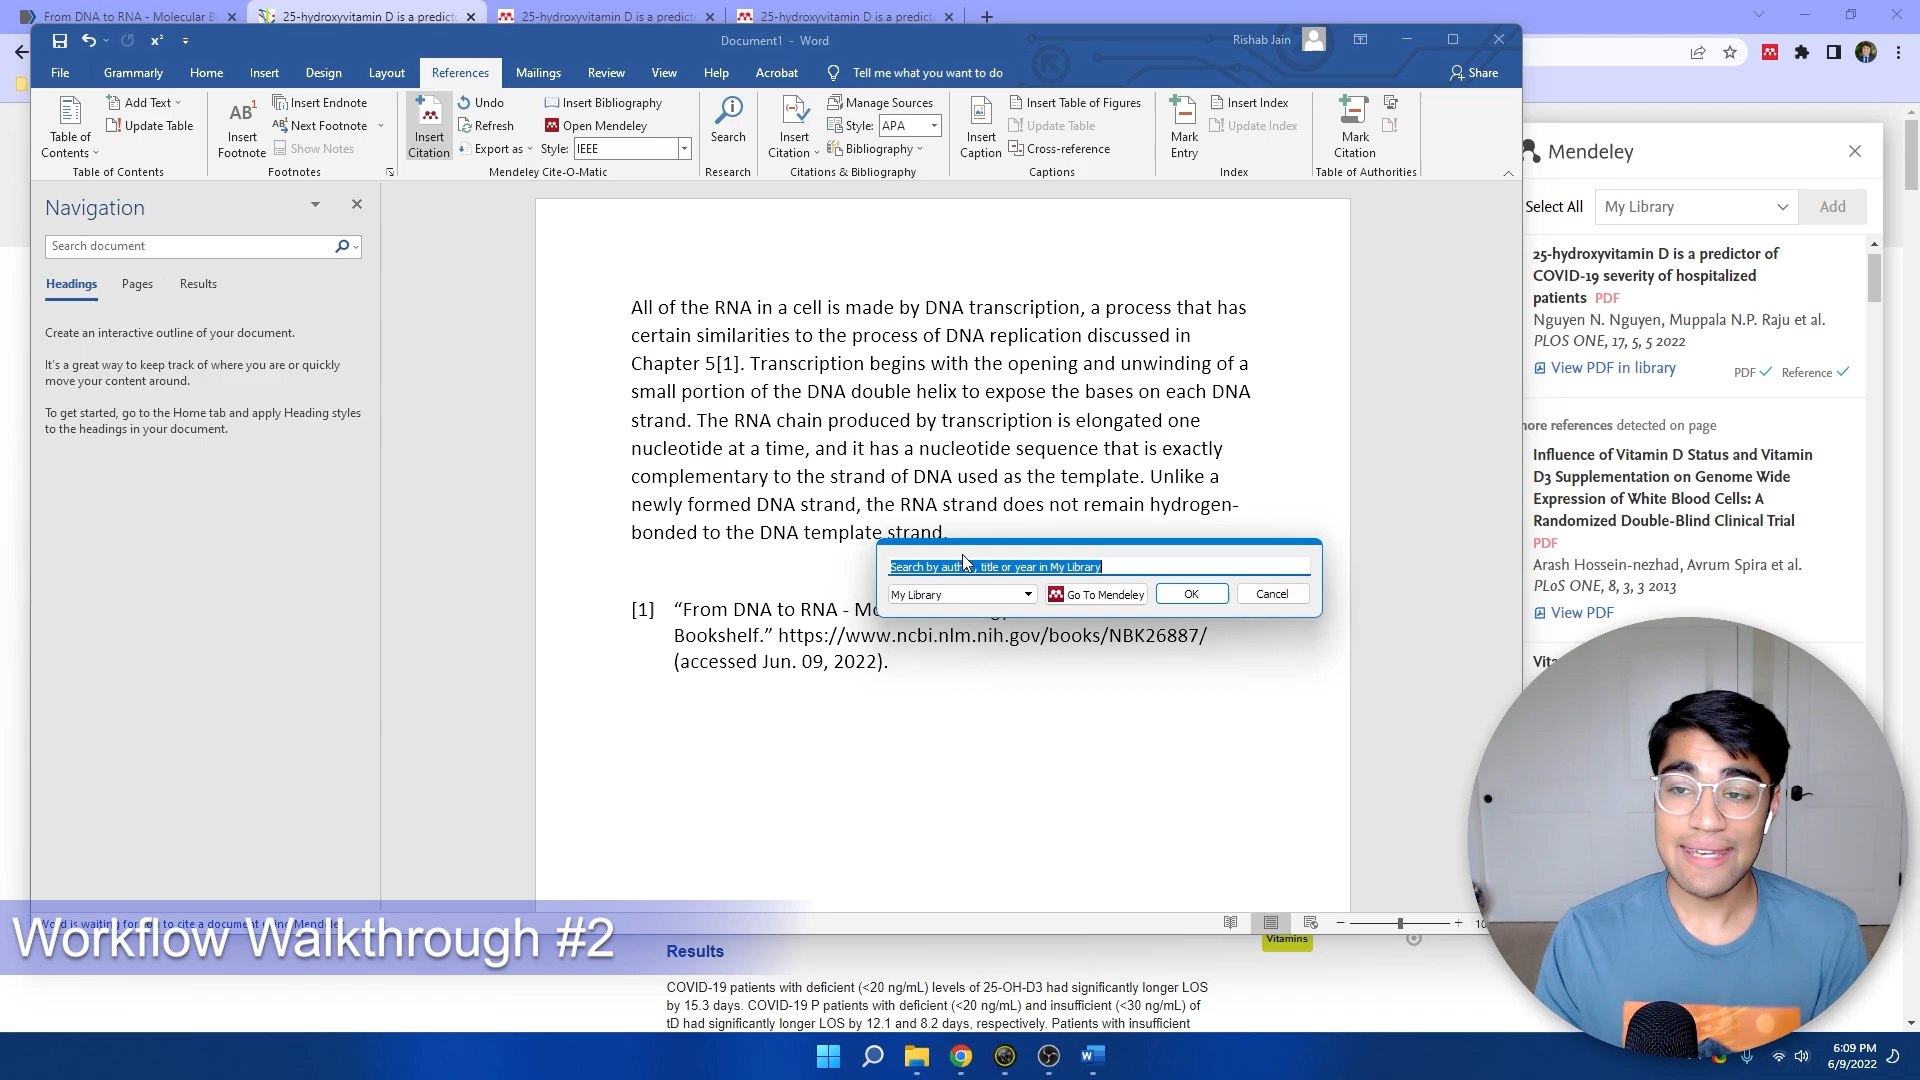 From DNA to RNA - Molecular B
25-hydroxyvitamin D is a predicto
25-hydroxyvitamin D is a predicto
25-hydroxyvitamin D is a predicto
Document1 - Word
Rishab Jain
File
Grammarly
Home
Insert
Design
Layout
References
Mailings
Review
View
Help
Acrobat
Tell me what you want to do
Share
Table of
Contents
Add Text
Update Table
Table of Contents
AB¹
Insert
Footnote
Insert Endnote
Next Footnote
Show Notes
Footnotes
Insert
Citation
Undo
Refresh
Export as
Insert Bibliography
Open Mendeley
Style: IEEE
Mendeley Cite-O-Matic
Search
Research
Insert
Citation
Manage Sources
Style: APA
Bibliography
Citations & Bibliography
Insert
Caption
Insert Table of Figures
Update Table
Cross-reference
Captions
Mark
Entry
Insert Index
Update Index
Index
Mark
Citation
Table of Authorities
Navigation
Search document
Headings
Pages
Results
Create an interactive outline of your document.
It's a great way to keep track of where you are or quickly
move your content around.
To get started, go to the Home tab and apply Heading styles
to the headings in your document.
All of the RNA in a cell is made by DNA transcription, a process that has
certain similarities to the process of DNA replication discussed in
Chapter 5[1]. Transcription begins with the opening and unwinding of a
small portion of the DNA double helix to expose the bases on each DNA
strand. The RNA chain produced by transcription is elongated one
nucleotide at a time, and it has a nucleotide sequence that is exactly
complementary to the strand of DNA used as the template. Unlike a
newly formed DNA strand, the RNA strand does not remain hydrogen-
bonded to the DNA template strand.
Search by auth , title or year in My Library
My Library
Go To Mendeley
OK
Cancel
[1] “From DNA to RNA - Mo
Bookshelf.” https://www.ncbi.nlm.nih.gov/books/NBK26887/
(accessed Jun. 09, 2022).
Mendeley
Select All
My Library
Add
25-hydroxyvitamin D is a predictor of
COVID-19 severity of hospitalized
patients PDF
Nguyen N. Nguyen, Muppala N.P. Raju et al.
PLOS ONE, 17, 5, 5 2022
View PDF in library
PDF
Reference
ore references detected on page
Influence of Vitamin D Status and Vitamin
D3 Supplementation on Genome Wide
Expression of White Blood Cells: A
Randomized Double-Blind Clinical Trial
PDF
Arash Hossein-nezhad, Avrum Spira et al.
PLoS ONE, 8, 3, 3 2013
View PDF
Vita
Workflow Walkthrough #2
10
Vitamins
Results
COVID-19 patients with deficient (<20 ng/mL) levels of 25-OH-D3 had significantly longer LOS
by 15.3 days. COVID-19 P patients with deficient (<20 ng/mL) and insufficient (<30 ng/mL) of
tD had significantly longer LOS by 12.1 and 8.2 days, respectively. Patients with insufficient
6:09 PM
6/9/2022